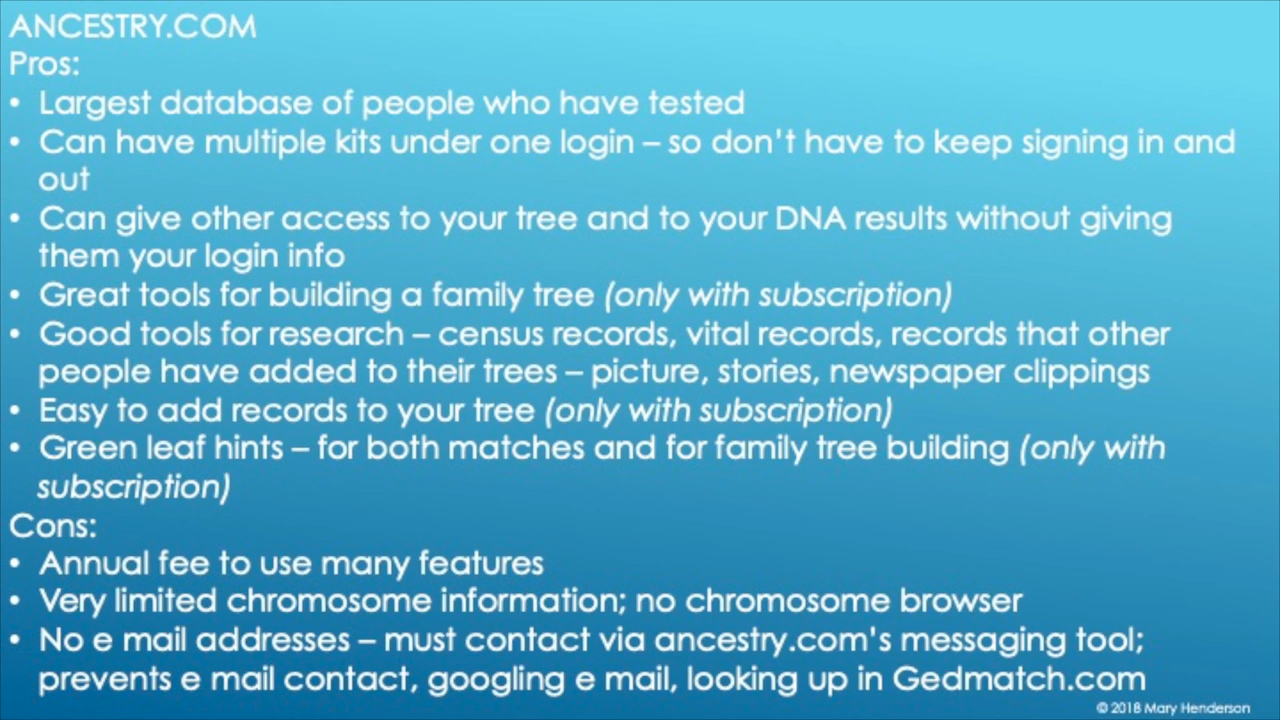 ANCESTRY.COM
Pros:
• Largest database of people who have tested
• Can have multiple kits under one login – so don't have to keep signing in and
out
• Can give other access to your tree and to your DNA results without giving
them your login info
• Great tools for building a family tree (only with subscription)
• Good tools for research – census records, vital records, records that other
people have added to their trees – picture, stories, newspaper clippings
• Easy to add records to your tree (only with subscription)
• Green leaf hints – for both matches and for family tree building (only with
subscription)
Cons:
• Annual fee to use many features
• Very limited chromosome information; no chromosome browser
• No e mail addresses – must contact via ancestry.com's messaging tool;
prevents e mail contact, googling e mail, looking up in Gedmatch.com
© 2018 Mary Henderson